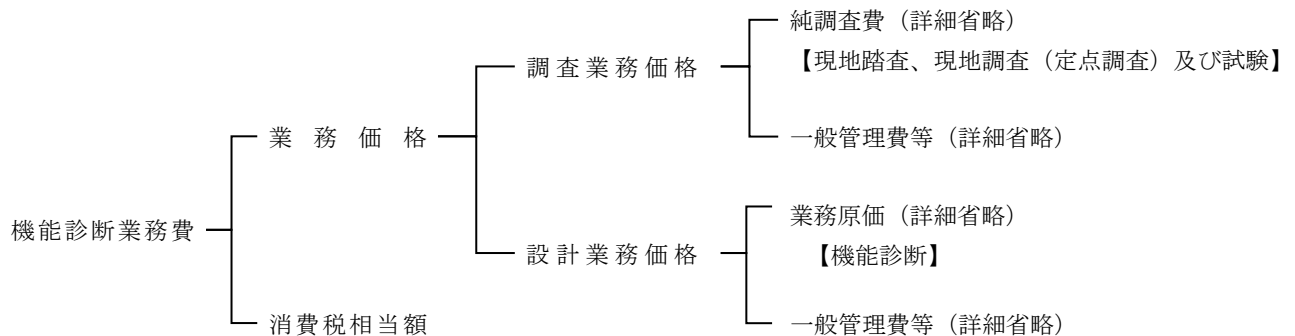 純調査費（詳細省略）
【現地踏査、現地調査（定点調査）及び試験】
調査業務価格
業務価格
一般管理費等（詳細省略）
機能診断業務費
業務原価（詳細省略）
設計業務価格
【機能診断】
消費税相当額
一般管理費等（詳細省略）